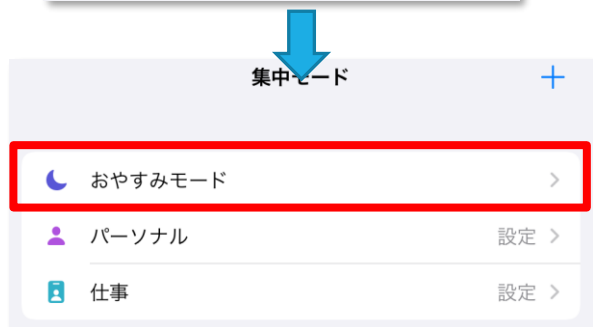 集中モード
おやすみモード
パーソナル 設定
仕事 設定